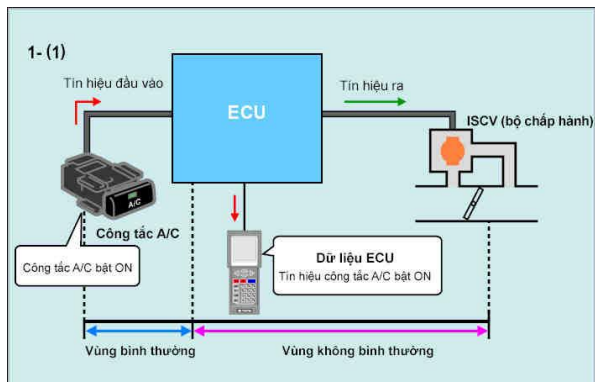 1- (1)
Tín hiệu đầu vào
ECU
Tín hiệu ra
ISCV (bộ chấp hành)
A/C
Công tắc A/C
Công tắc A/C bật ON
Dữ liệu ECU
Tín hiệu công tắc A/C bật ON
Vùng bình thường
Vùng không bình thường